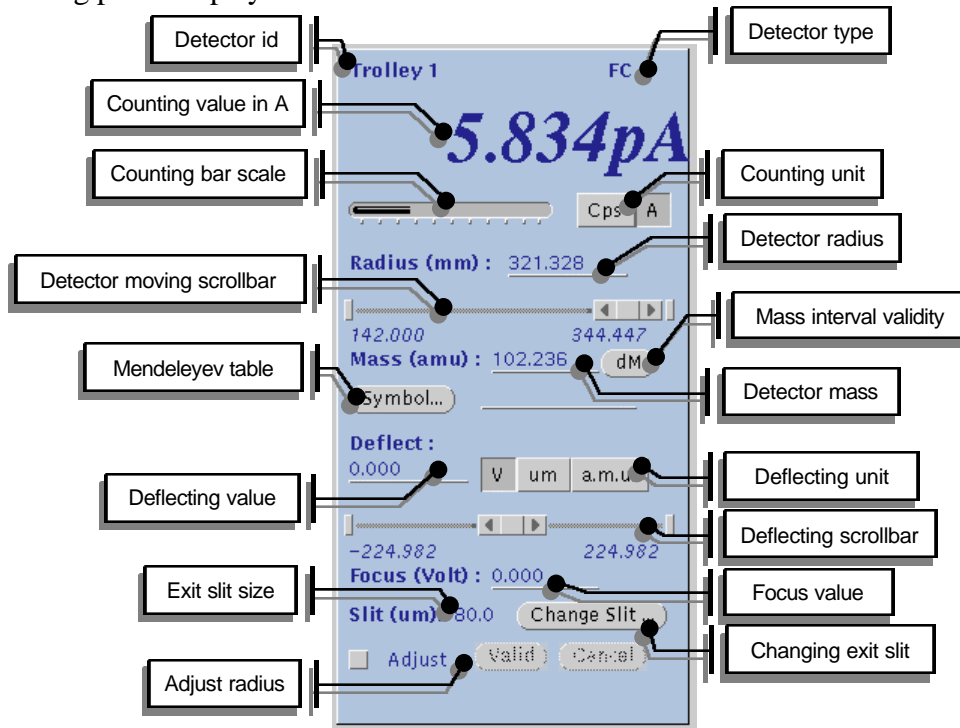 Detector id
Detector type
Trolley 1
FC
Counting value in A
5.834pA
Counting bar scale
Counting unit
Cps
A
Detector radius
Radius (mm) : 321.328
Detector moving scrollbar
142.000
344.447
Mass interval validity
Mass (amu) : 102.236
dM
Mendeleyev table
Detector mass
Symbol...
Deflect :
0.000
V
um
a.m.u
Deflecting value
Deflecting unit
Deflecting scrollbar
-224.982
224.982
Focus (Volt) : 0.000
Exit slit size
Focus value
Slit (um)
80.0
Change Slit ...
Changing exit slit
Adjust
Valid
Cancel
Adjust radius